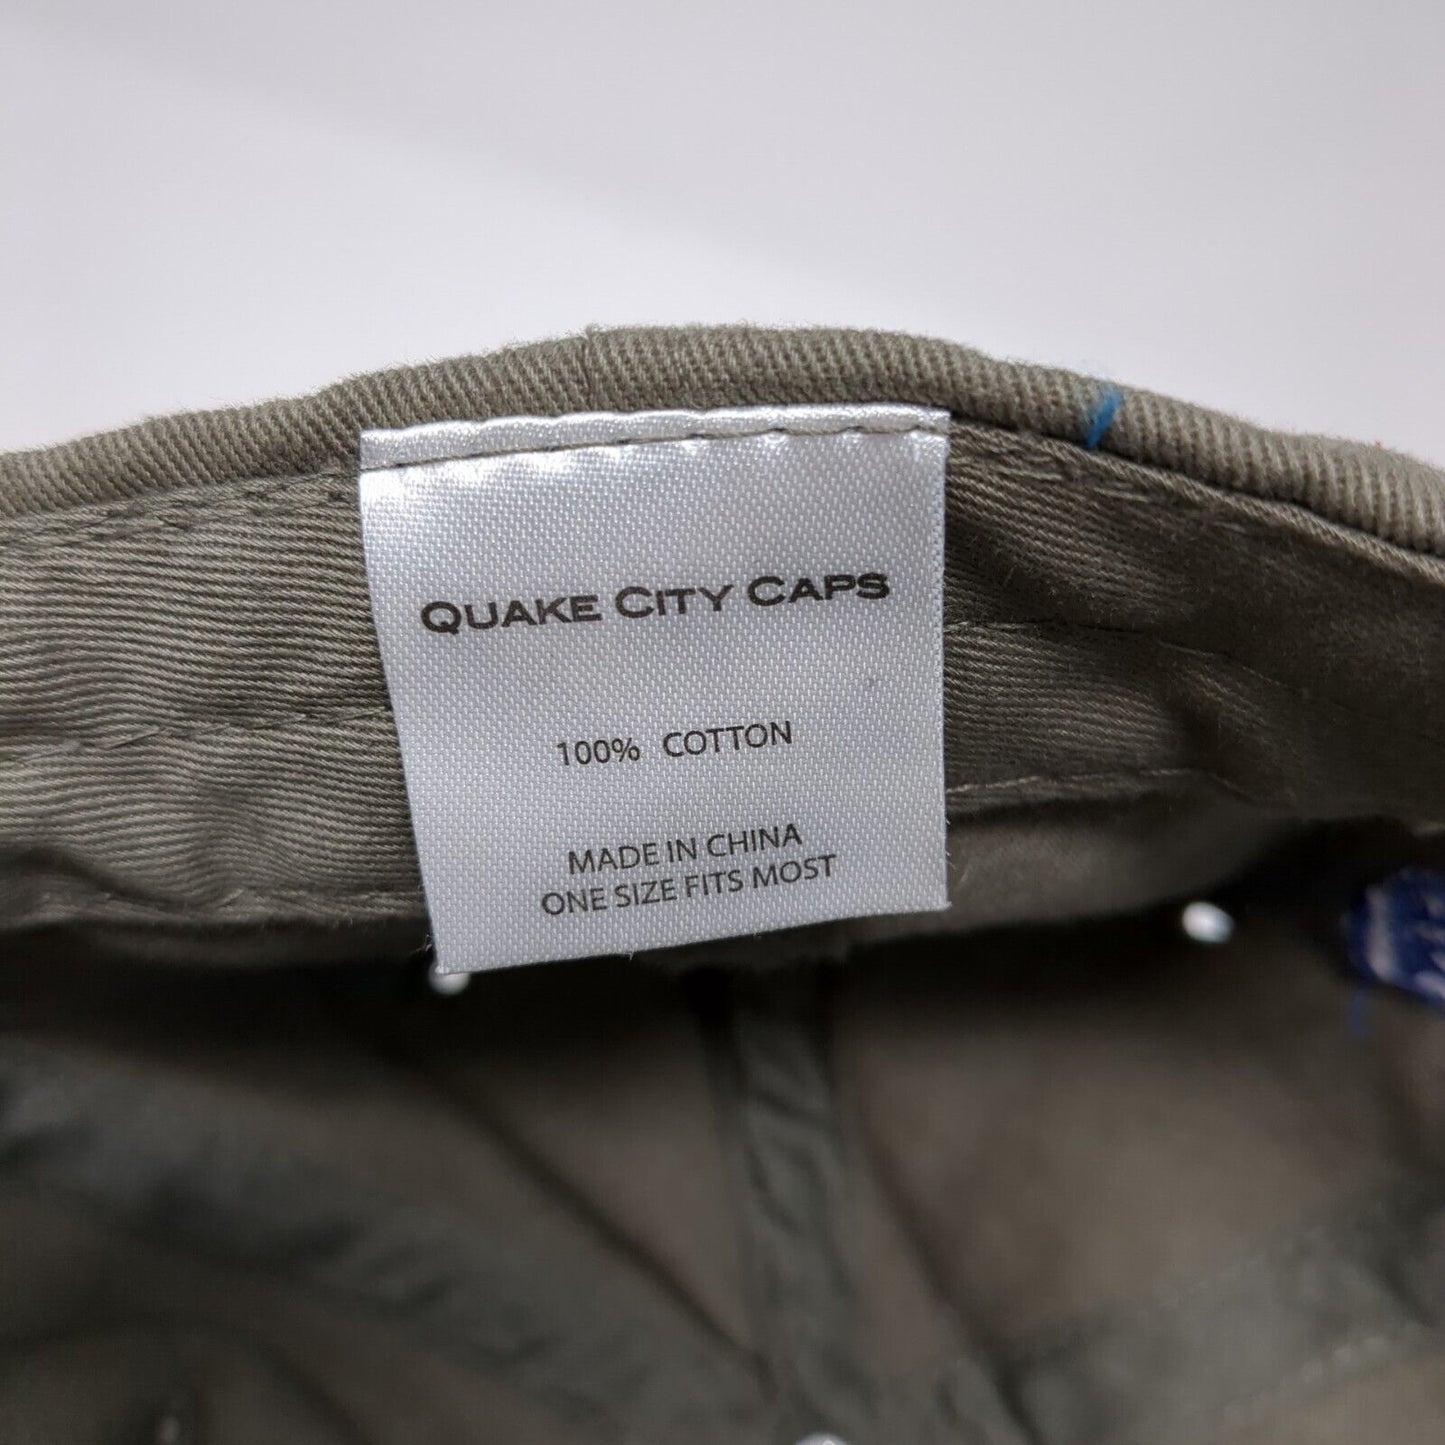 QUAKE CITY CAPS
100% COTTON
MADE IN CHINA
ONE SIZE FITS MOST